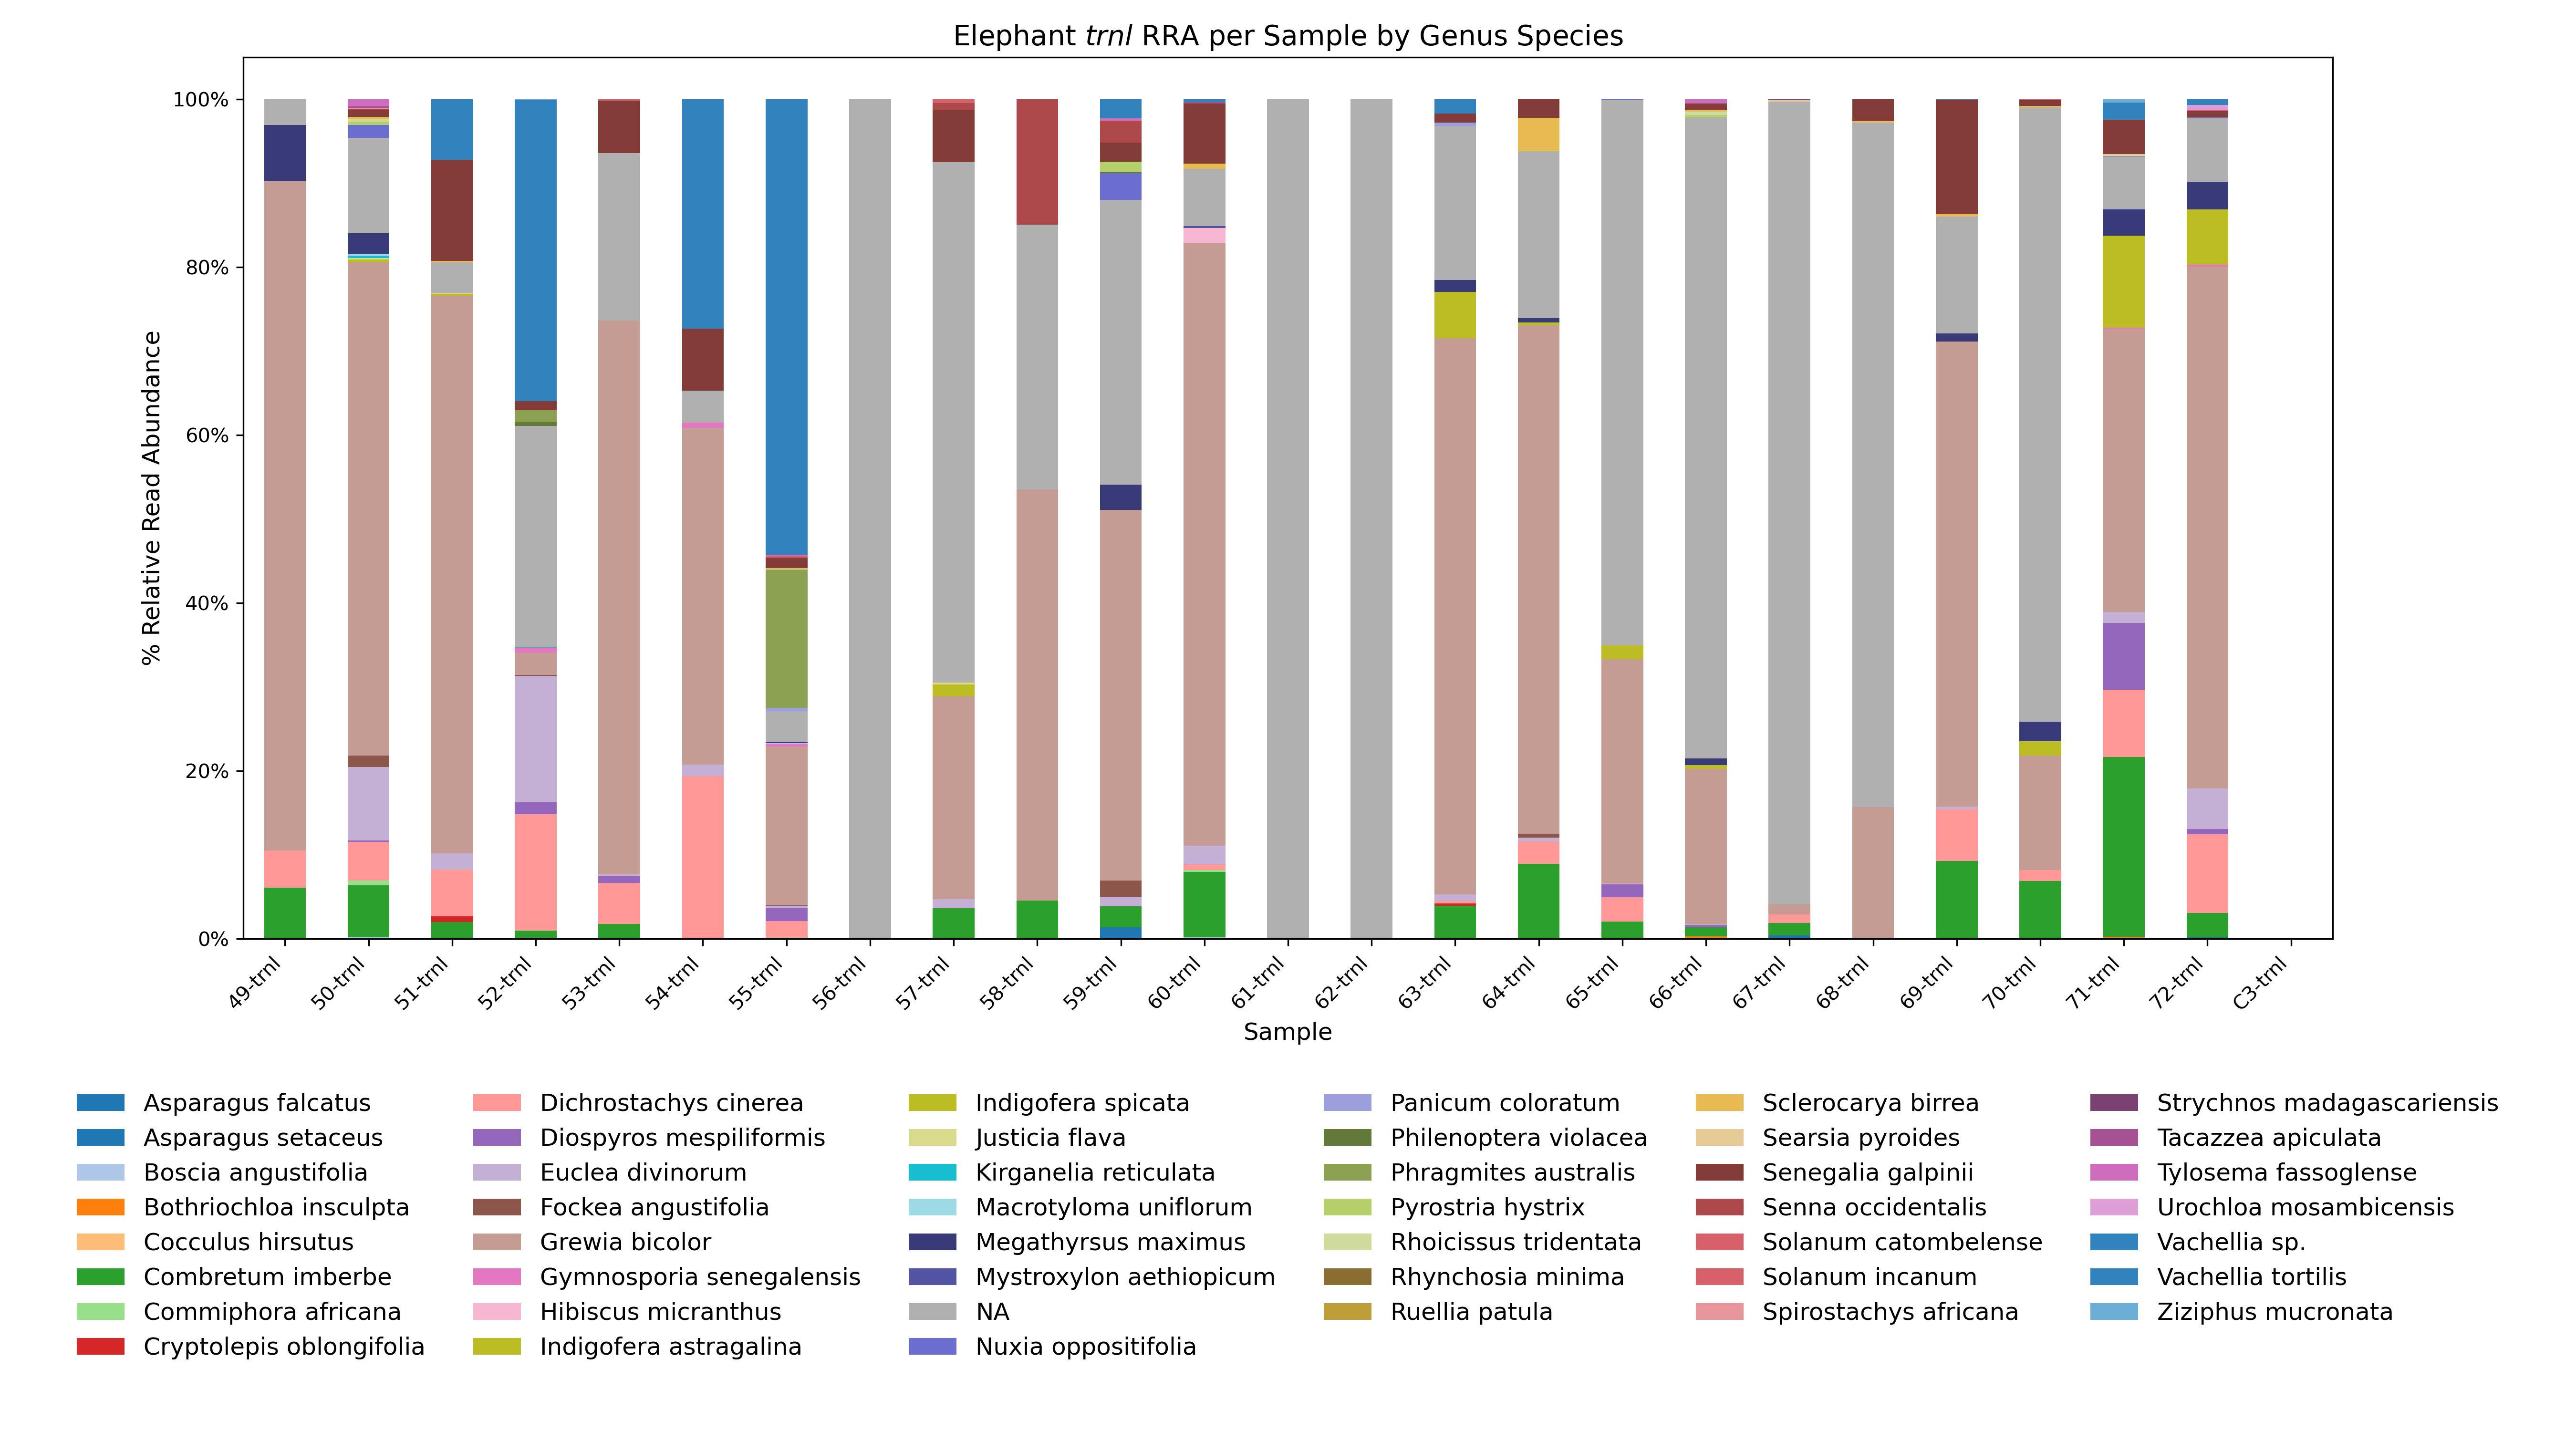 Elephant trnl RRA per Sample by Genus Species
% Relative Read Abundance
100%
80%
60%
40%
20%
0%
49-trnl
50-trnl
51-trnl
52-trnl
53-trnl
54-trnl
55-trnl
56-trnl
57-trnl
58-trnl
59-trnl
60-trnl
61-trnl
62-trnl
63-trnl
64-trnl
65-trnl
66-trnl
67-trnl
68-trnl
69-trnl
70-trnl
71-trnl
72-trnl
C3-trnl
Sample
Asparagus falcatus
Asparagus setaceus
Boscia angustifolia
Bothriochloa insculpta
Cocculus hirsutus
Combretum imberbe
Commiphora africana
Cryptolepis oblongifolia
Dichrostachys cinerea
Diospyros mespiliformis
Euclea divinorum
Fockea angustifolia
Grewia bicolor
Gymnosporia senegalensis
Hibiscus micranthus
Indigofera astragalina
Indigofera spicata
Justicia flava
Kirganelia reticulata
Macrotyloma uniflorum
Megathyrsus maximus
Mystroxylon aethiopicum
NA
Nuxia oppositifolia
Panicum coloratum
Philenoptera violacea
Phragmites australis
Pyrostria hystrix
Rhoicissus tridentata
Rhynchosia minima
Ruellia patula
Sclerocarya birrea
Searsia pyroides
Senegalia galpinii
Senna occidentalis
Solanum catombelense
Solanum incanum
Spirostachys africana
Strychnos madagascariensis
Tacazzea apiculata
Tylosema fassoglense
Urochloa mosambicensis
Vachellia sp.
Vachellia tortilis
Ziziphus mucronata